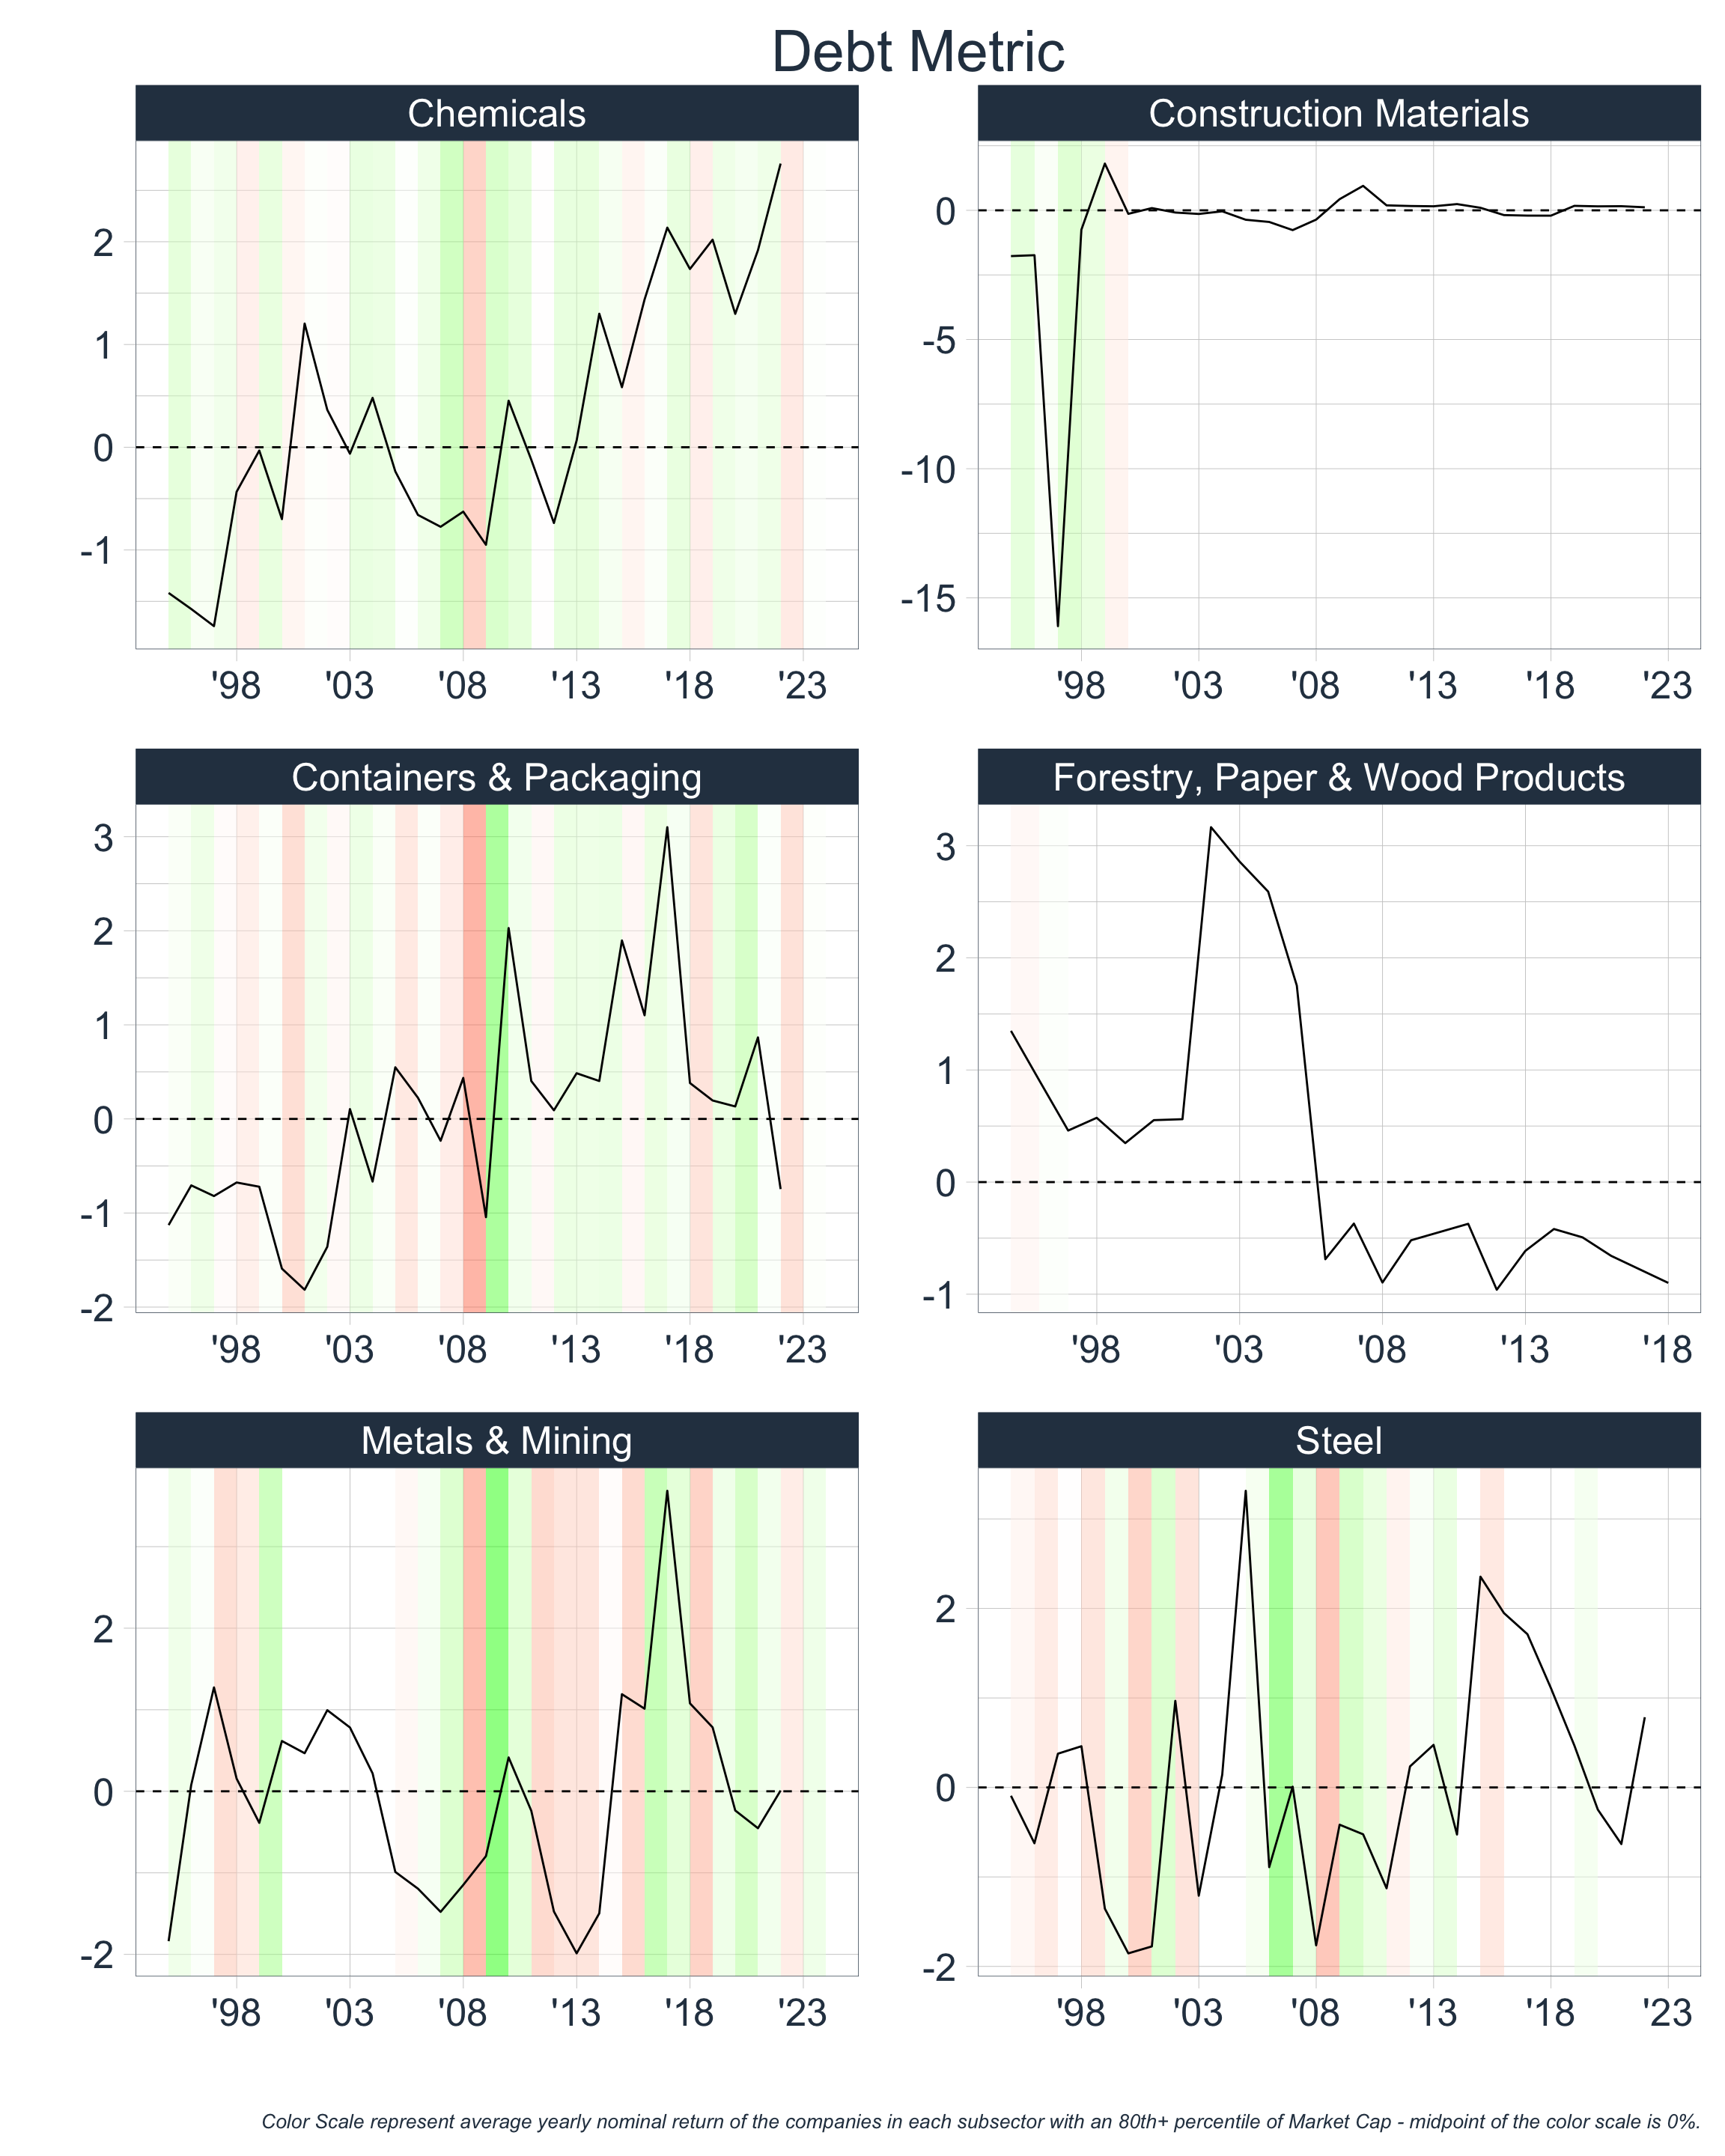 Debt Metric
Chemicals
Construction Materials
2
1
0
-1
'98 '03 '08 '13 '18 '23
0
-5
-10
-15
'98 '03 '08 '13 '18 '23
Containers & Packaging
Forestry, Paper & Wood Products
3
2
1
0
-1
-2
'98 '03 '08 '13 '18 '23
3
2
1
0
-1
'98 '03 '08 '13 '18
Metals & Mining
Steel
2
0
-2
'98 '03 '08 '13 '18 '23
2
0
-2
'98 '03 '08 '13 '18 '23
Color Scale represent average yearly nominal return of the companies in each subsector with an 80th+ percentile of Market Cap - midpoint of the color scale is 0%.